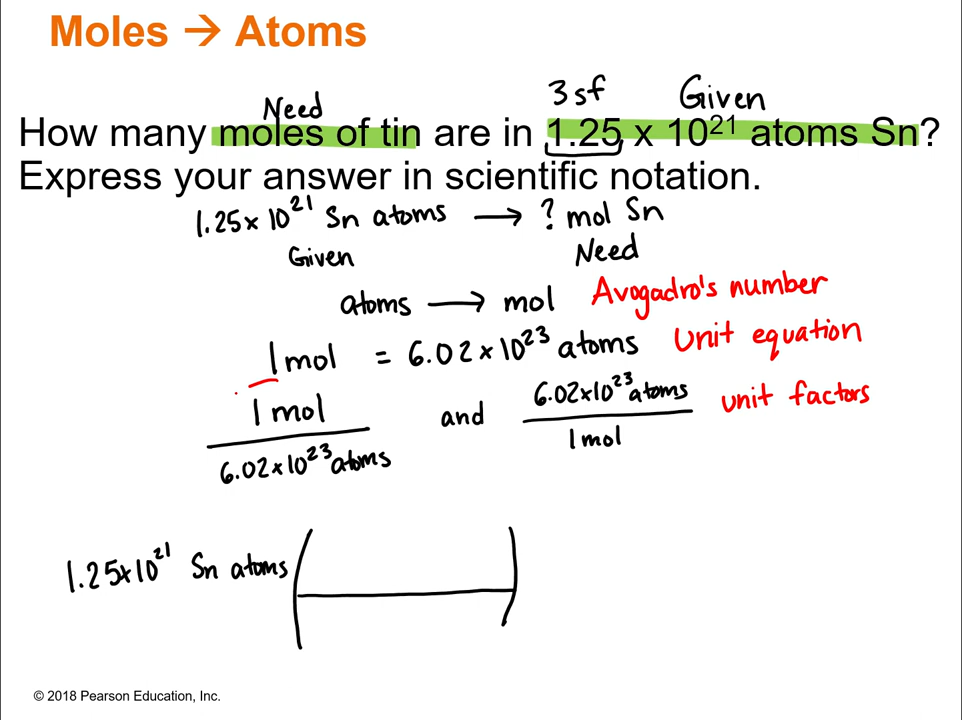 Moles → Atoms
3 sf Given
Need
How many moles of tin are in 1.25 x 10²¹ atoms Sn?
Express your answer in scientific notation.
1.25 x 10²¹ Sn atoms → ? mol Sn
Given Need
atoms → mol Avogadro's number
1 mol = 6.02 x 10²³ atoms Unit equation
1 mol and 6.02 x 10²³ atoms unit factors
6.02 x 10²³ atoms 1 mol
1.25 x 10²¹ Sn atoms
© 2018 Pearson Education, Inc.